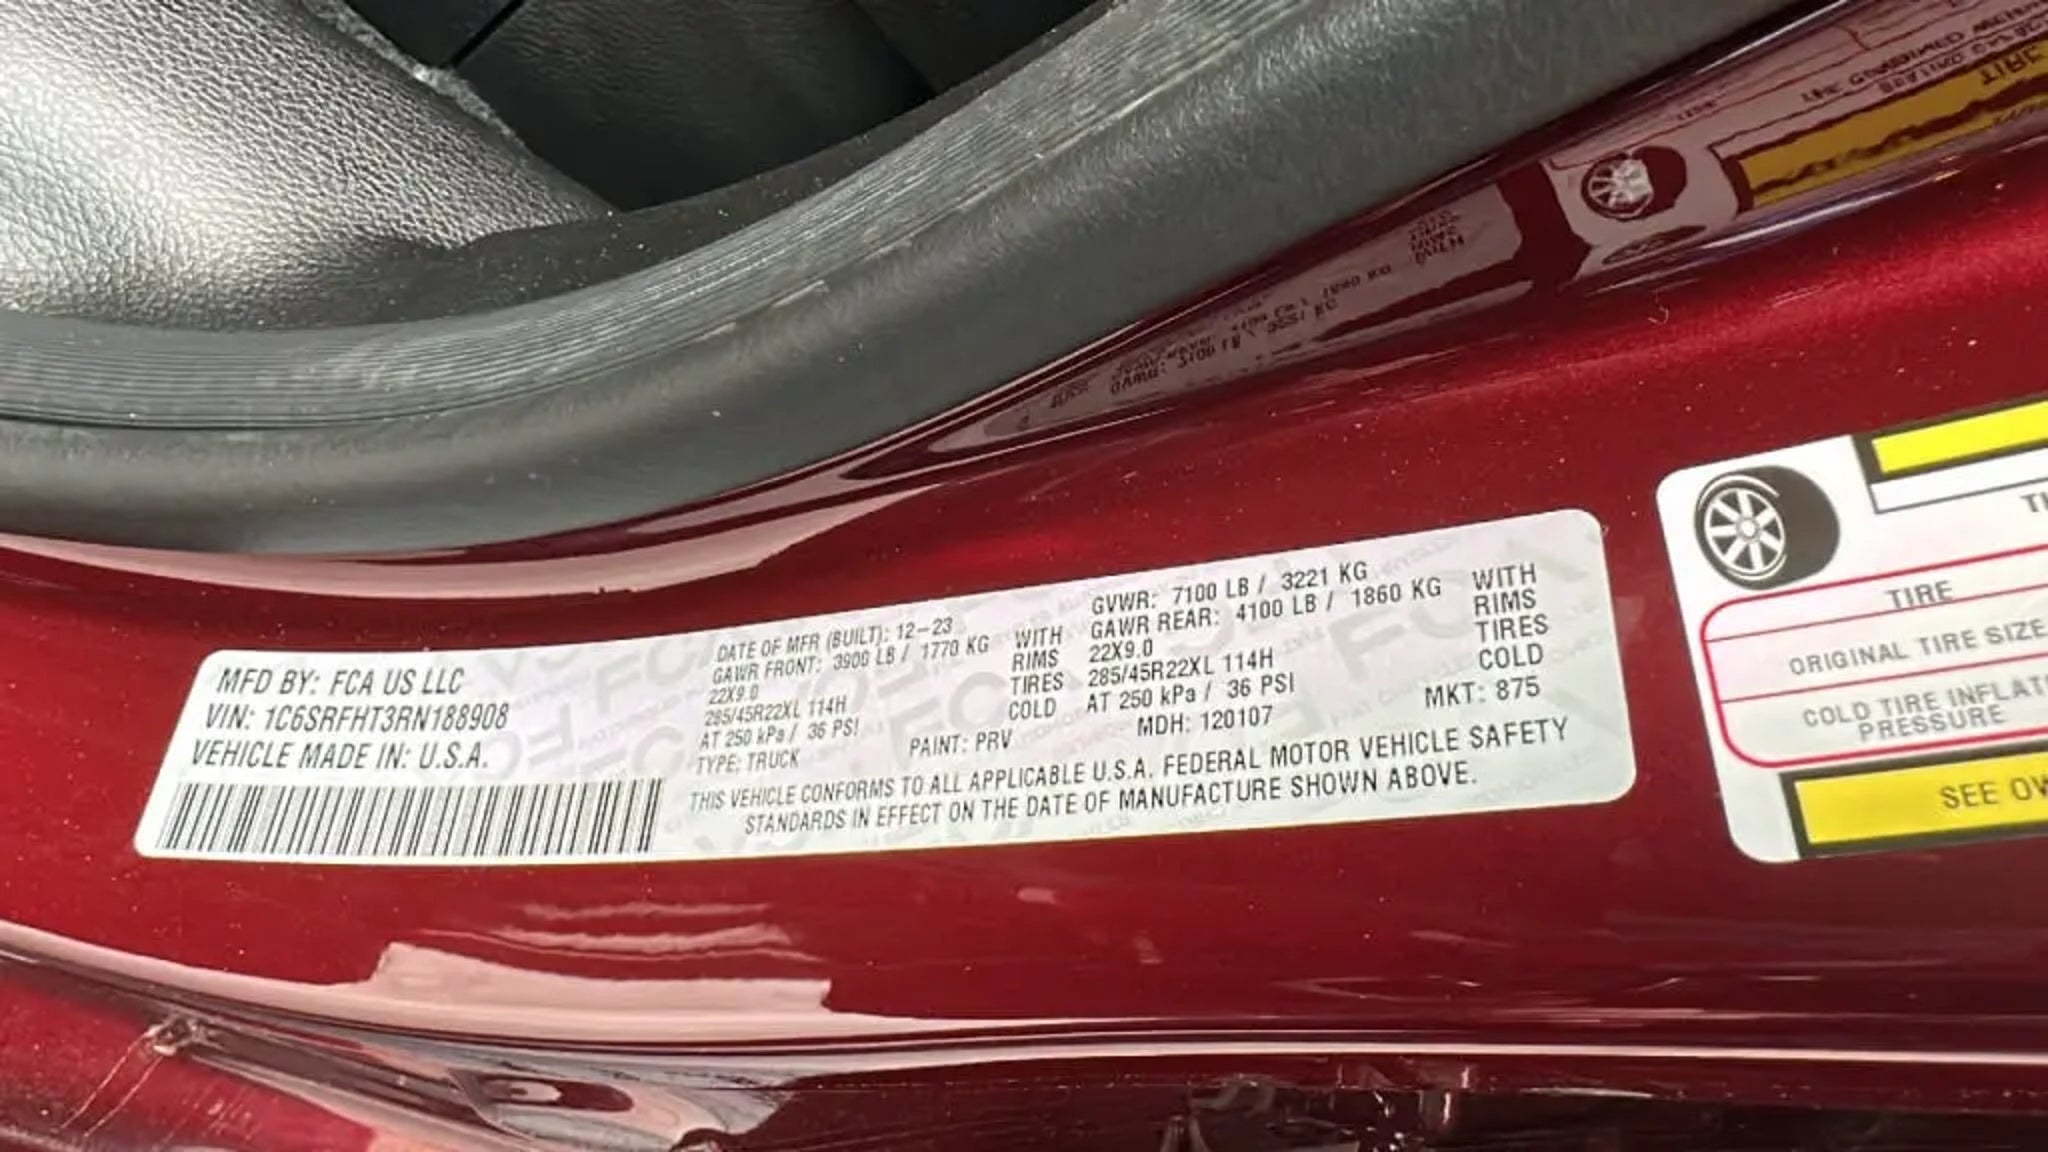 MFD BY: FCA US LLC
VIN: 1C6SRFHT3RN188908
VEHICLE MADE IN: U.S.A.
DATE OF MFR (BUILT): 12-23
GAWR FRONT: 3900 LB / 1770 KG WITH
22X9.0 RIMS
285/45R22XL 114H TIRES
AT 250 kPa / 36 PSI COLD
TYPE: TRUCK
GVWR: 7100 LB / 3221 KG
GAWR REAR: 4100 LB / 1860 KG WITH
22X9.0 RIMS
285/45R22XL 114H TIRES
AT 250 kPa / 36 PSI COLD
PAINT: PRV MDH: 120107 MKT: 875
THIS VEHICLE CONFORMS TO ALL APPLICABLE U.S.A. FEDERAL MOTOR VEHICLE SAFETY
STANDARDS IN EFFECT ON THE DATE OF MANUFACTURE SHOWN ABOVE.
TIRE
ORIGINAL TIRE SIZE
COLD TIRE
PRESSURE
SEE